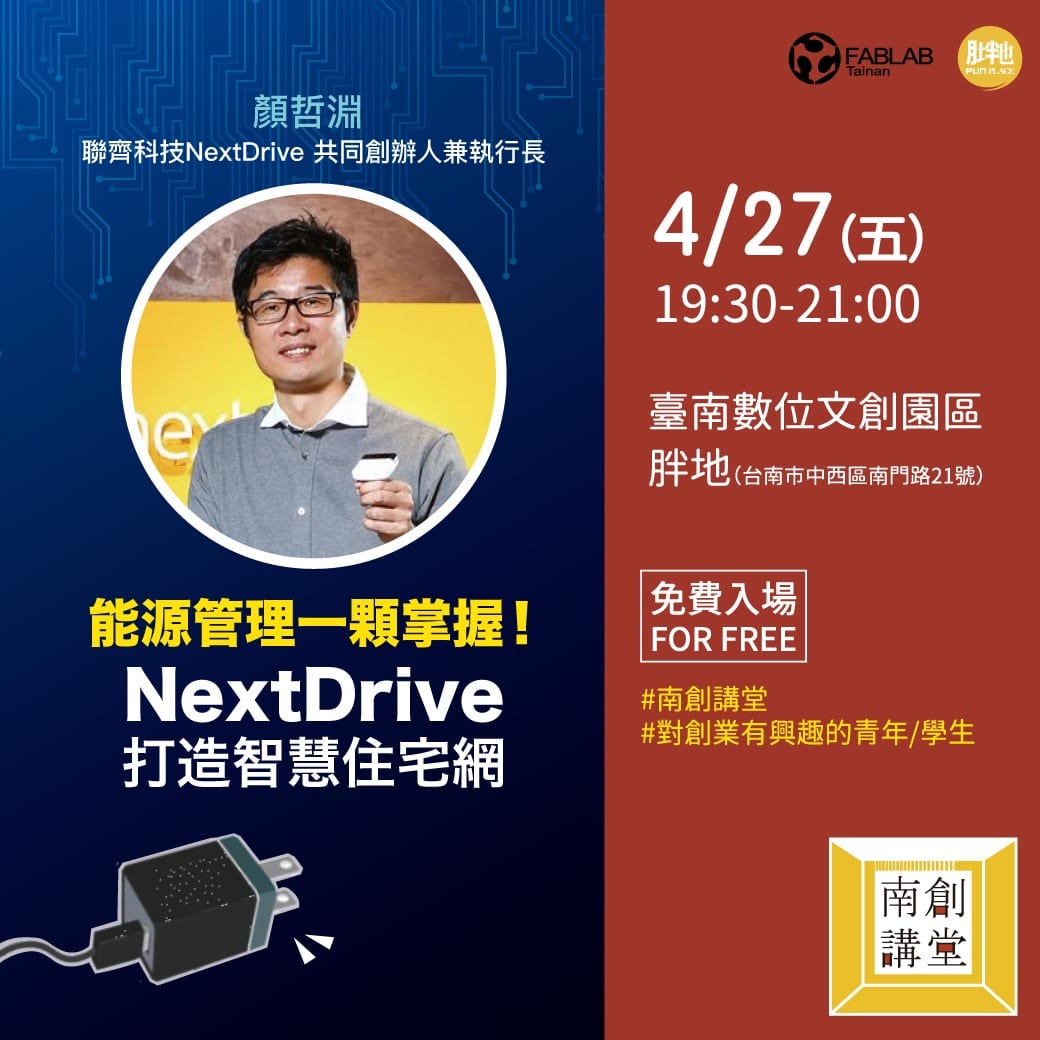 FABLAB
Tainan
胖地
PUN PLACE
顏哲淵
聯齊科技NextDrive 共同創辦人兼執行長
4/27(五)
19:30-21:00
臺南數位文創園區
胖地(台南市中西區南門路21號)
next
能源管理一顆掌握！
NextDrive
打造智慧住宅網
免費入場
FOR FREE
#南創講堂
#對創業有興趣的青年/學生
南創
講堂